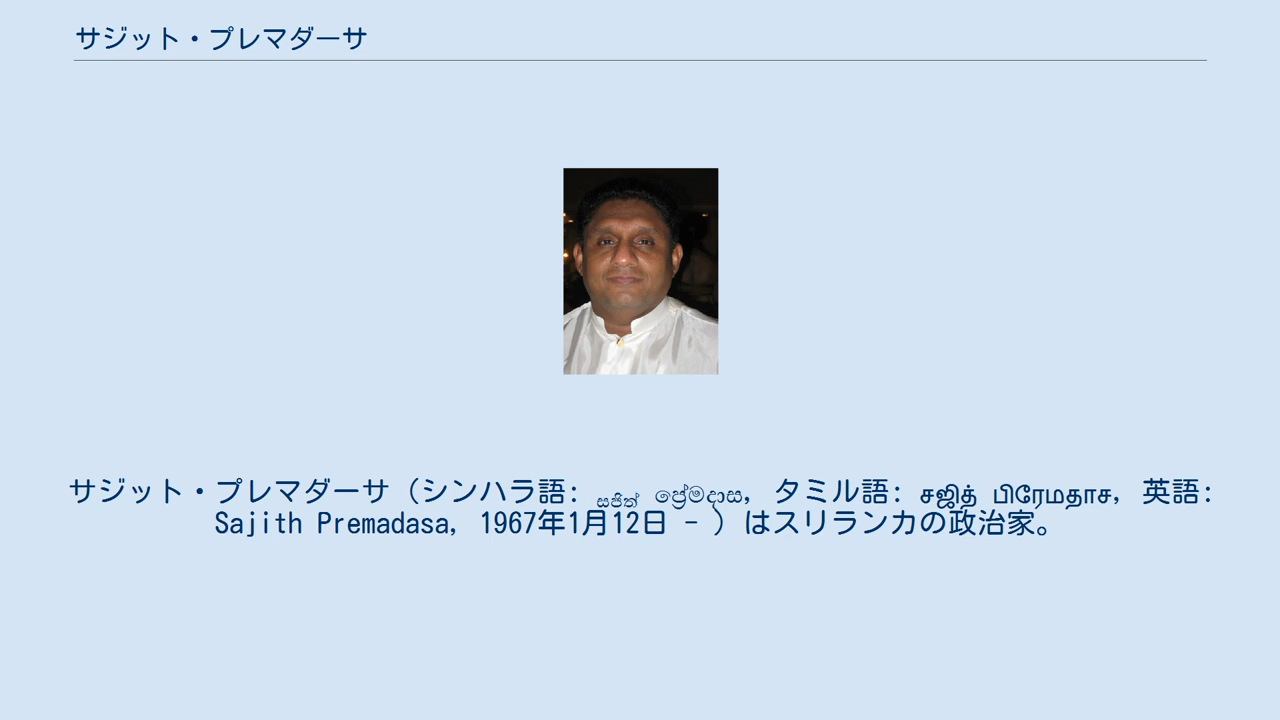 サジット・プレマダーサ
サジット・プレマダーサ（シンハラ語: සජිත් ප්‍රේමදාස, タミル語: சஜித் பிரேமதாச, 英語:
Sajith Premadasa, 1967年1月12日 - ）はスリランカの政治家。